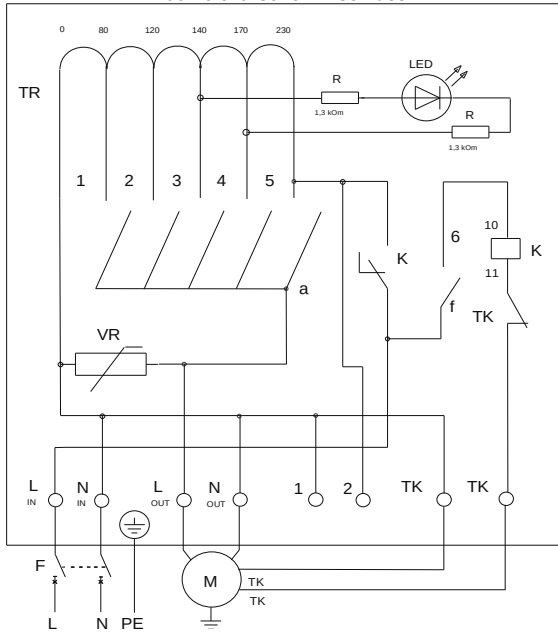 0 80 120 140 170 230
TR
LED
R
1,3 kOm
R
1,3 kOm
1 2 3 4 5
a
K
6
f
10
11
K
TK
VR
L
IN
N
IN
L
OUT
N
OUT
1
2
TK
TK
F
M
TK
TK
L
N
PE